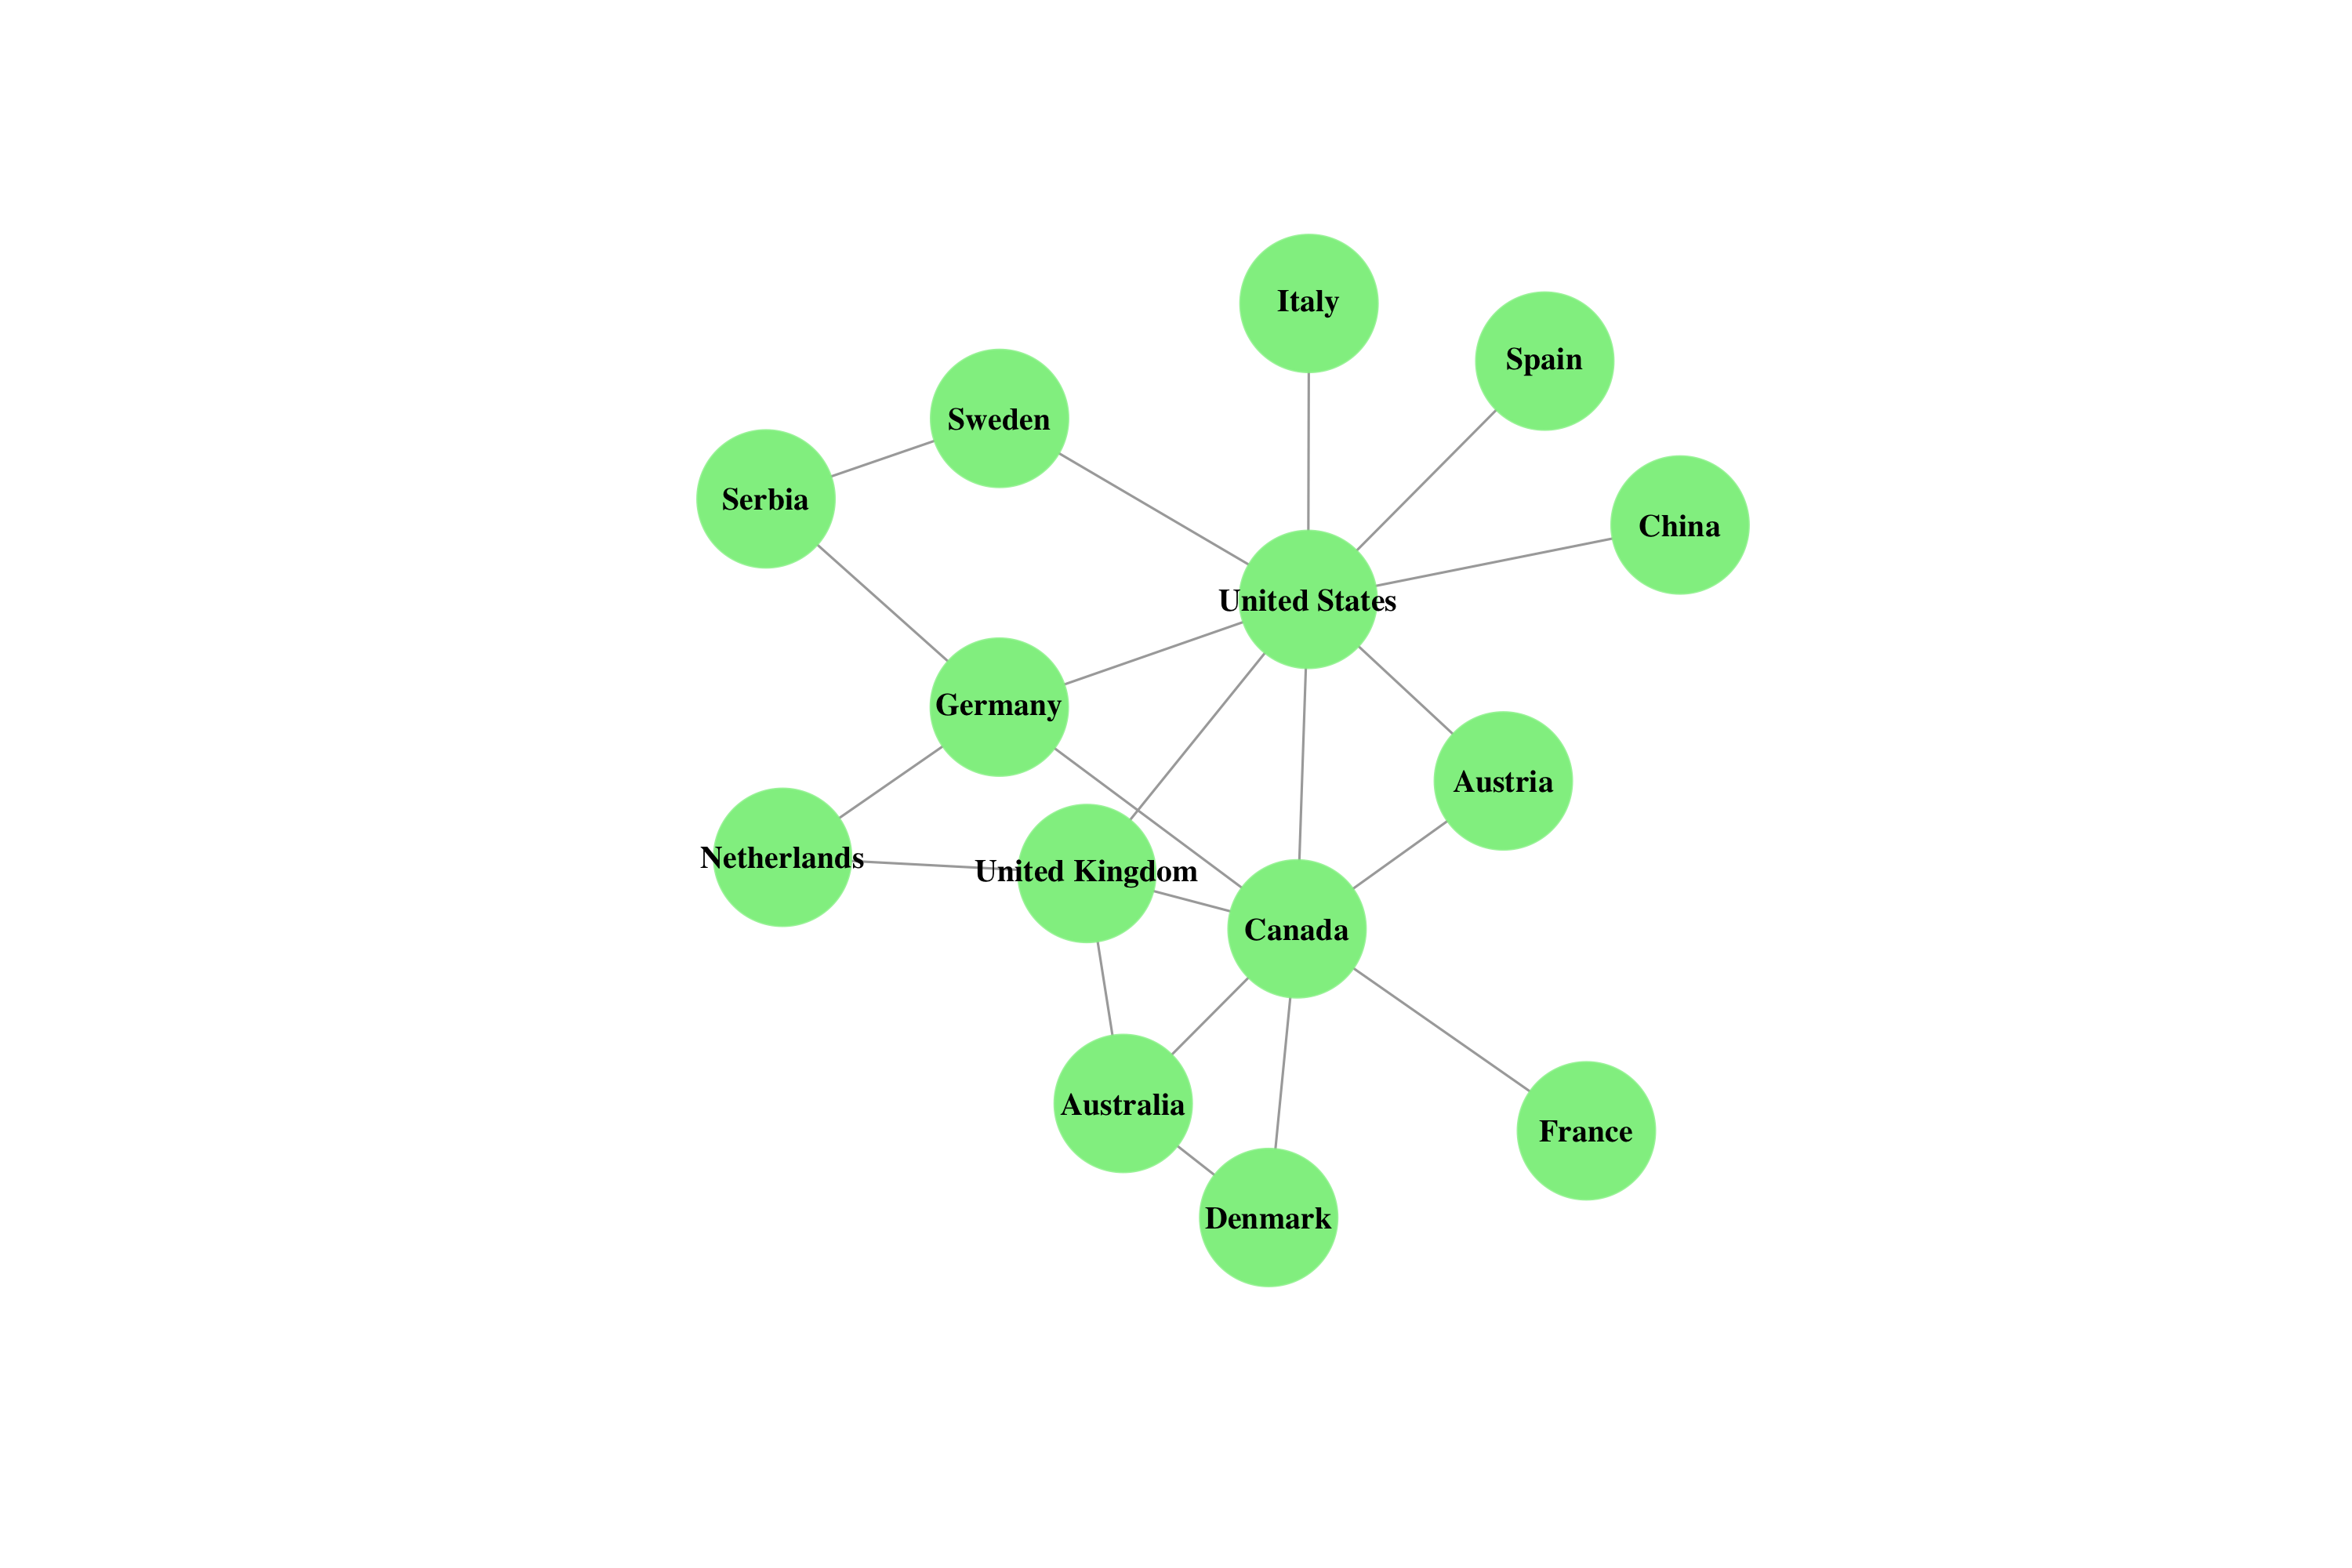 Italy
Spain
Sweden
Serbia
China
United States
Germany
Austria
Netherlands
United Kingdom
Canada
Australia
France
Denmark